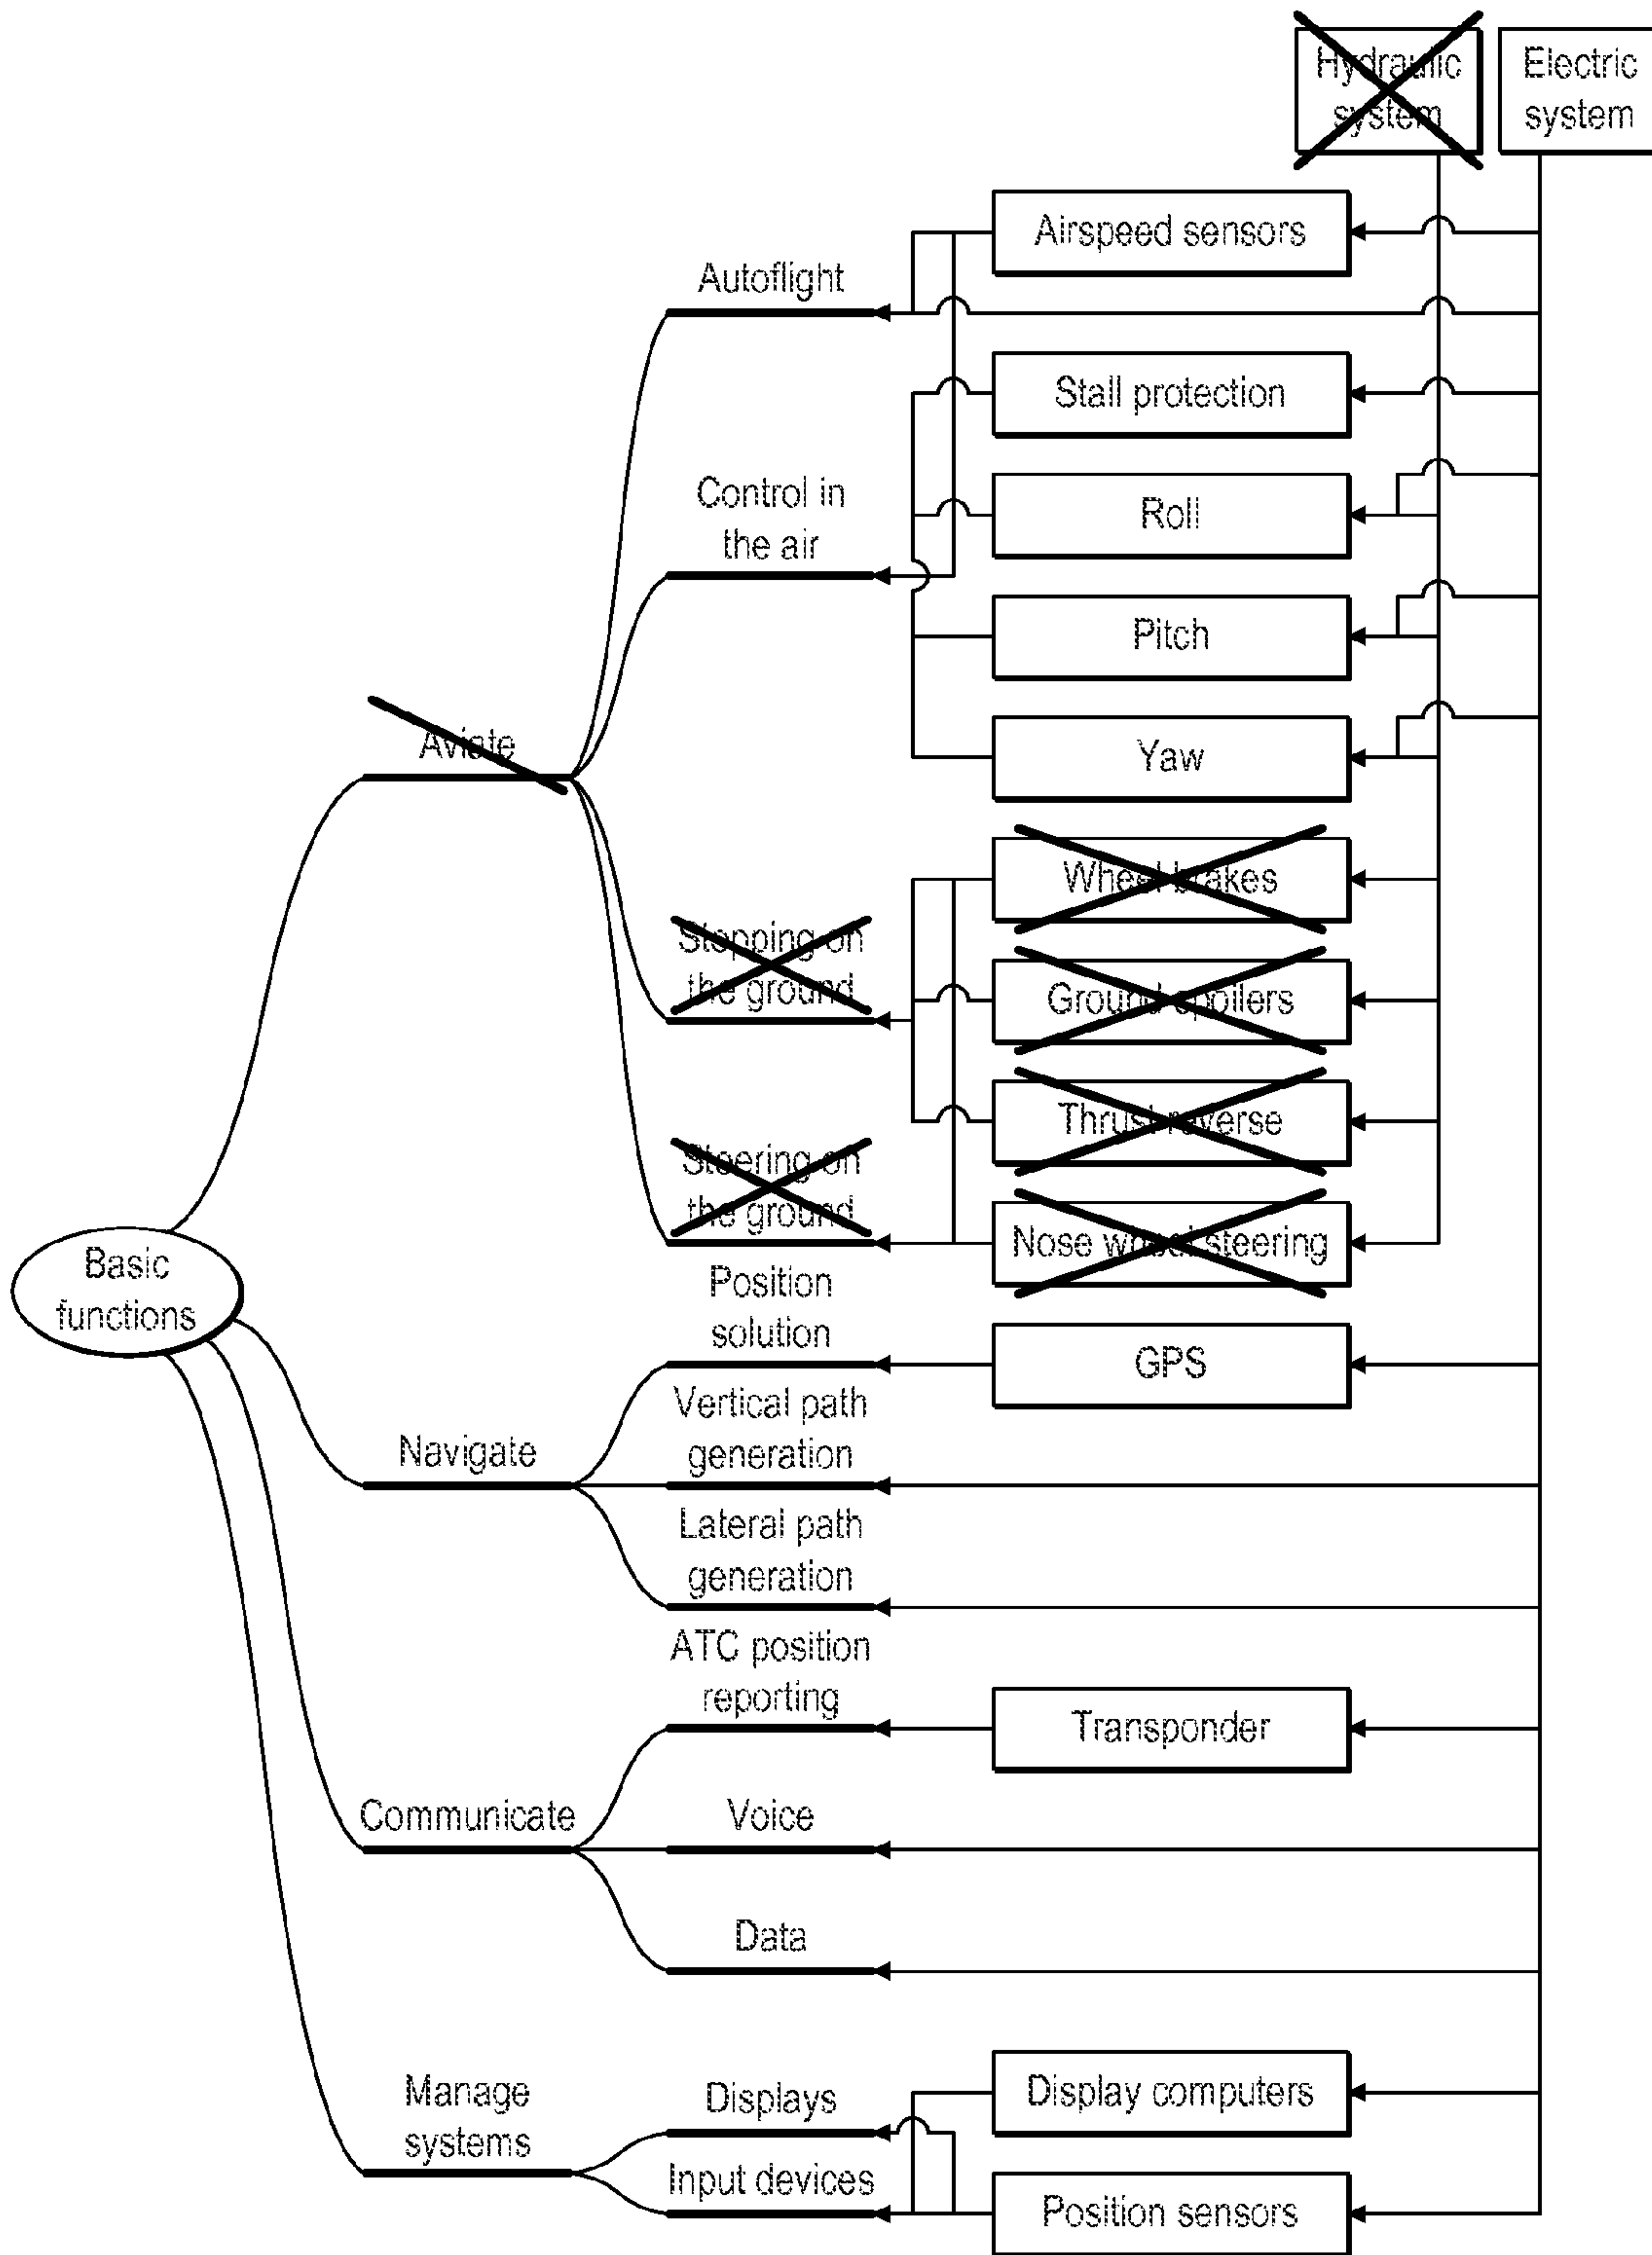 Hydraulic
system
Electric
system
Airspeed sensors
Autoflight
Stall protection
Control in
the air
Roll
Pitch
Aviate
Yaw
Wheel brakes
Stopping on
the ground
Ground spoilers
Thrust reverse
Steering on
the ground
Nose wheel steering
Basic
functions
Position
solution
GPS
Vertical path
generation
Navigate
Lateral path
generation
ATC position
reporting
Transponder
Communicate
Voice
Data
Manage
systems
Displays
Display computers
Input devices
Position sensors